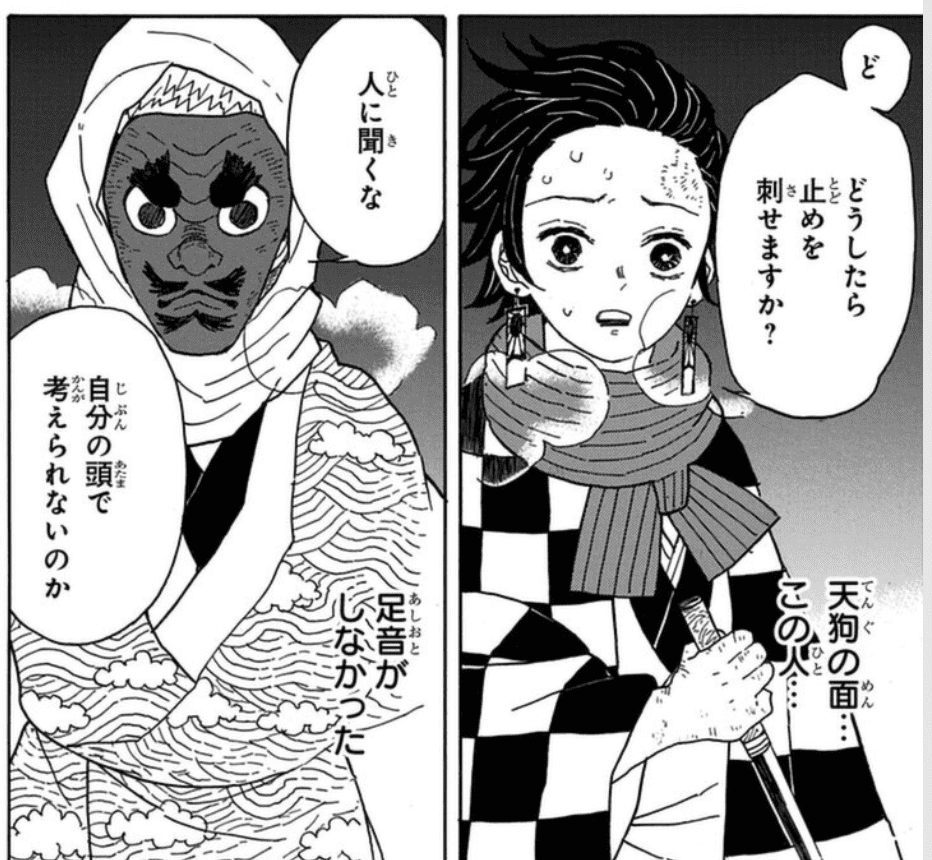 ど
どうしたら
止めを
刺せますか？
天狗の面…
この人…
足音が
しなかった
人に聞くな
自分の頭で
考えられないのか